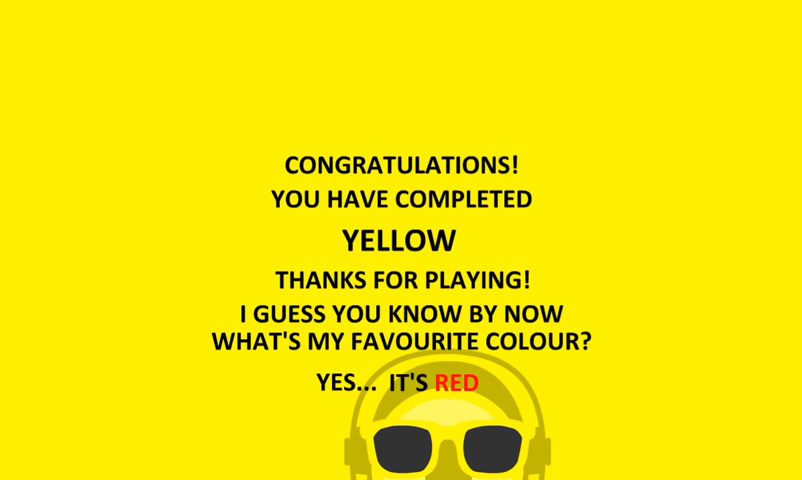 CONGRATULATIONS!
YOU HAVE COMPLETED
YELLOW
THANKS FOR PLAYING!
I GUESS YOU KNOW BY NOW
WHAT'S MY FAVOURITE COLOUR?
YES... IT'S RED